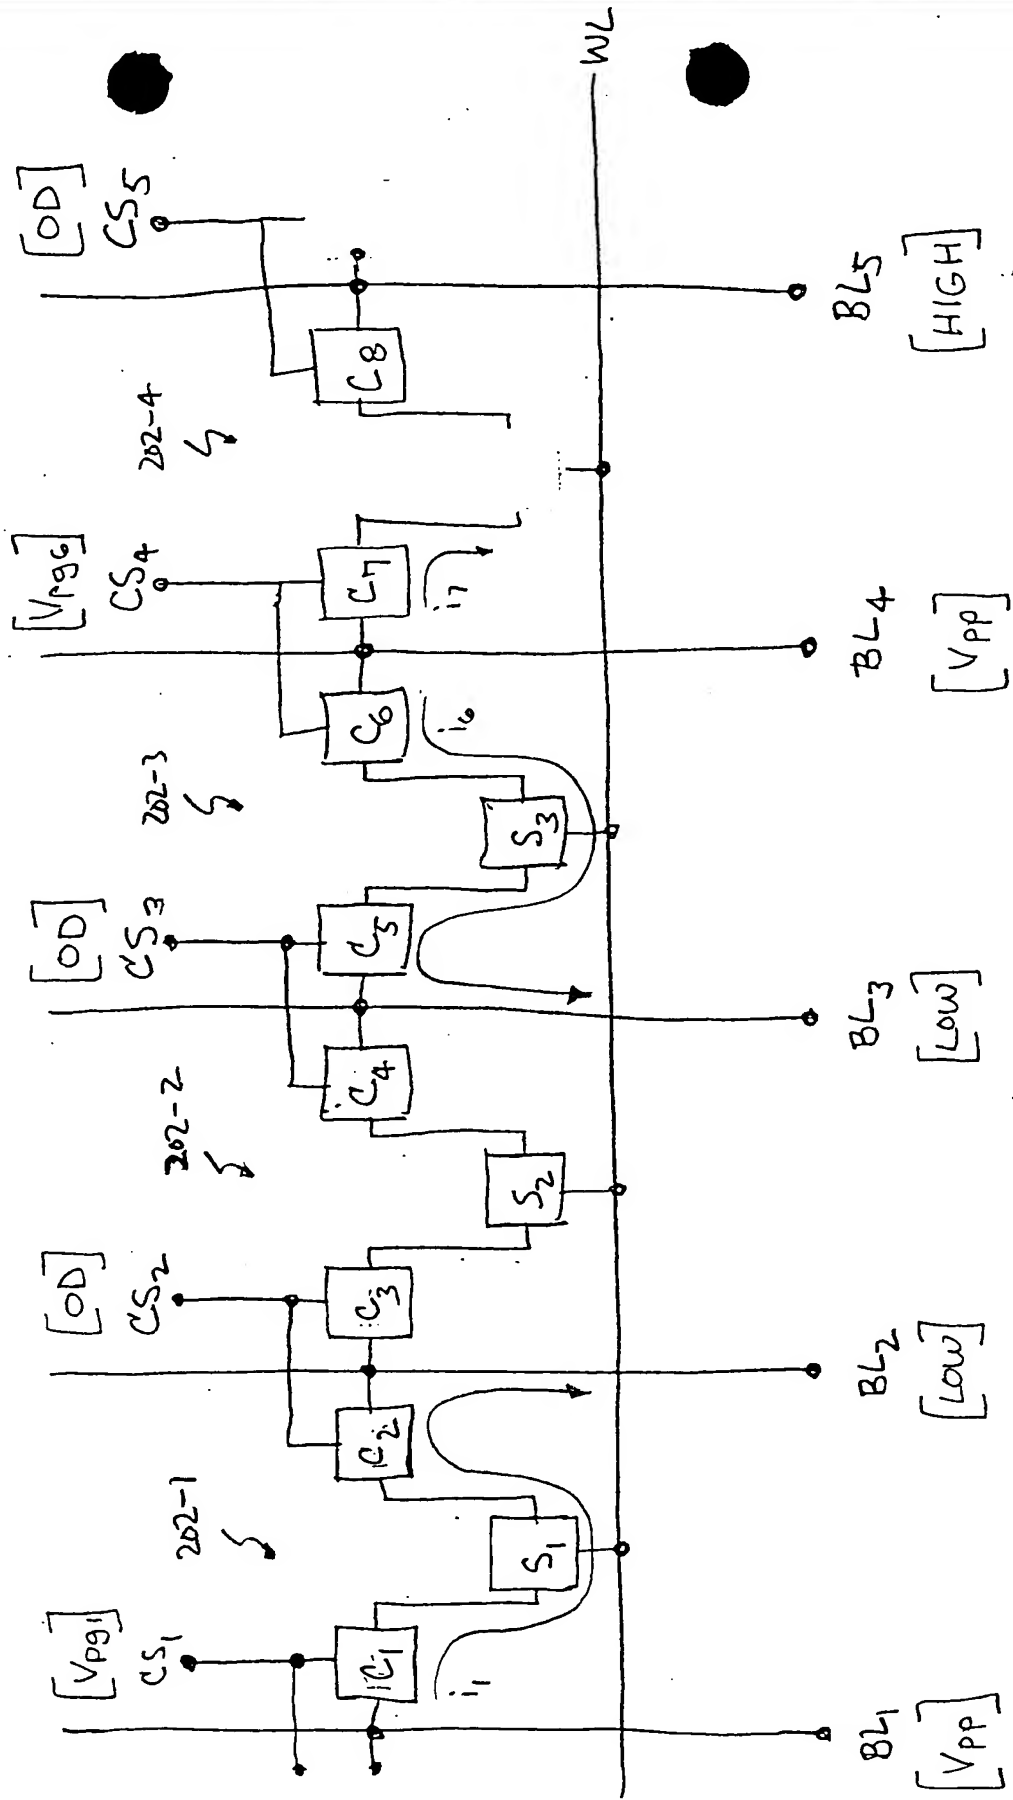 [Vpg1] [OD] [OD] [Vpg6] [OD]
CS1 CS2 CS3 CS4 CS5
202-1 202-2 202-3 202-4
C1 C2 C3 C4 C5 C6 C7 C8
i1 i6 i7
S1 S2 S3
WL
BL1 BL2 BL3 BL4 BL5
[VPP] [LOW] [LOW] [VPP] [HIGH]